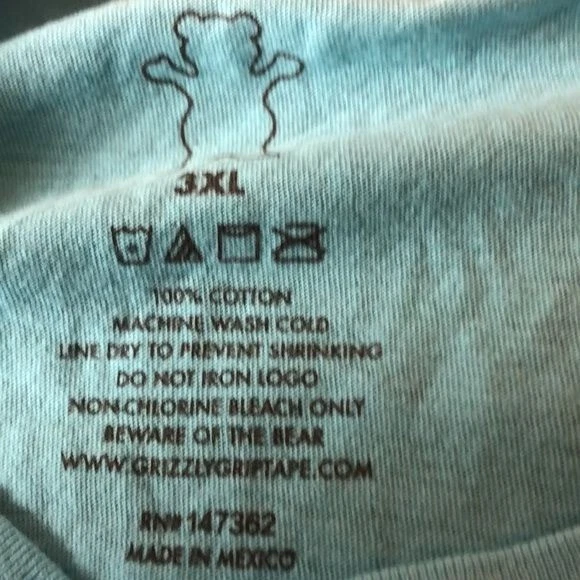 3XL
100% COTTON
MACHINE WASH COLD
LINE DRY TO PREVENT SHRINKING
DO NOT IRON LOGO
NON-CHLORINE BLEACH ONLY
BEWARE OF THE BEAR
WWW.GRIZZLYGRIPTAPE.COM
RN# 147362
MADE IN MEXICO